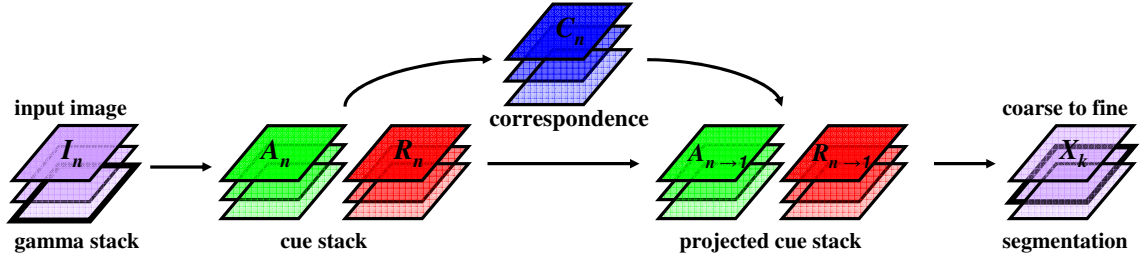 C_n
correspondence
input image
coarse to fine
I_n
A_n
R_n
A_{n→1}
R_{n→1}
X_k
gamma stack
cue stack
projected cue stack
segmentation